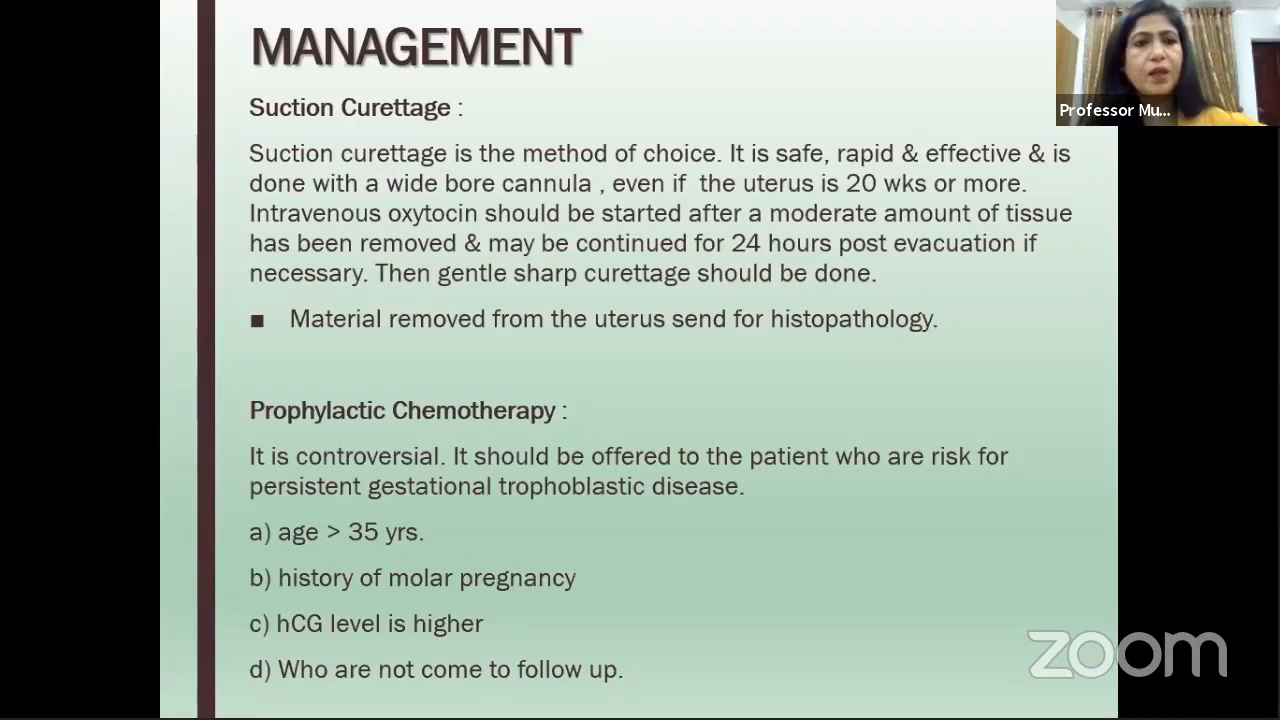 MANAGEMENT
Suction Curettage :
Suction curettage is the method of choice. It is safe, rapid & effective & is
done with a wide bore cannula , even if the uterus is 20 wks or more.
Intravenous oxytocin should be started after a moderate amount of tissue
has been removed & may be continued for 24 hours post evacuation if
necessary. Then gentle sharp curettage should be done.
■ Material removed from the uterus send for histopathology.
Prophylactic Chemotherapy :
It is controversial. It should be offered to the patient who are risk for
persistent gestational trophoblastic disease.
a) age > 35 yrs.
b) history of molar pregnancy
c) hCG level is higher
d) Who are not come to follow up.
Professor Mu...
zoom